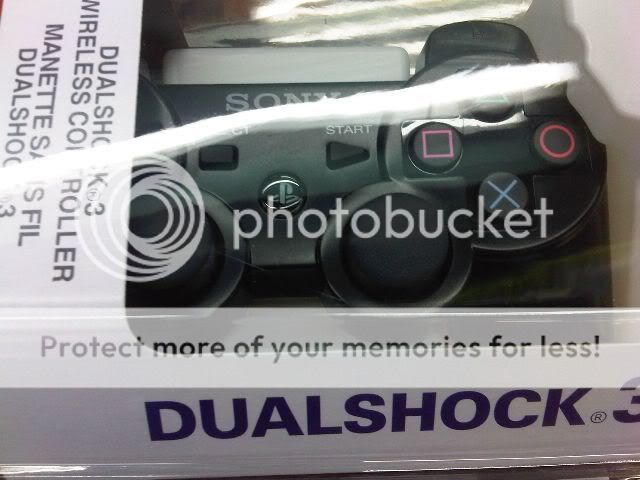 DUALSHOCK®3
WIRELESS CONTROLLER
MANETTE SANS FIL
DUALSHOCK 3
SONY
START
photobucket
Protect more of your memories for less!
DUALSHOCK®3